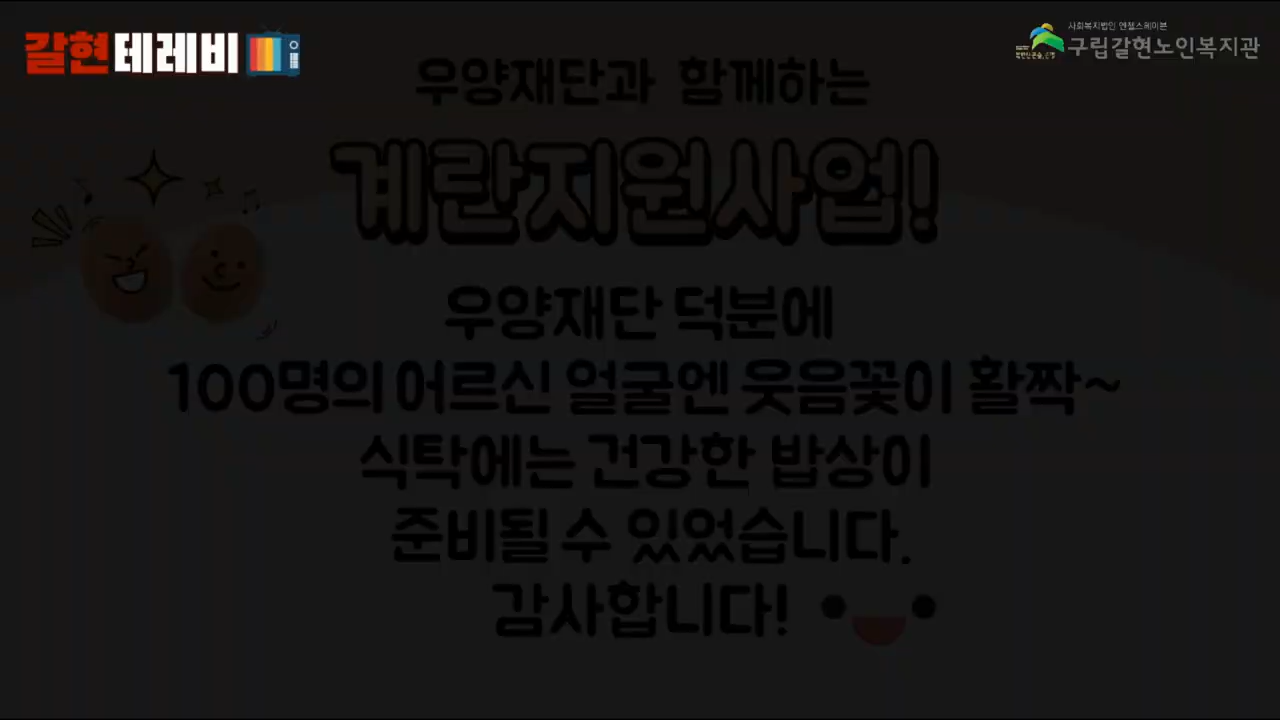 갈현테레비
사회복지법인 엔젤스헤이븐
구립갈현노인복지관
우양재단과 함께하는
계란지원사업!
우양재단 덕분에
100명의 어르신 얼굴엔 웃음꽃이 활짝~
식탁에는 건강한 밥상이
준비될 수 있었습니다.
감사합니다!